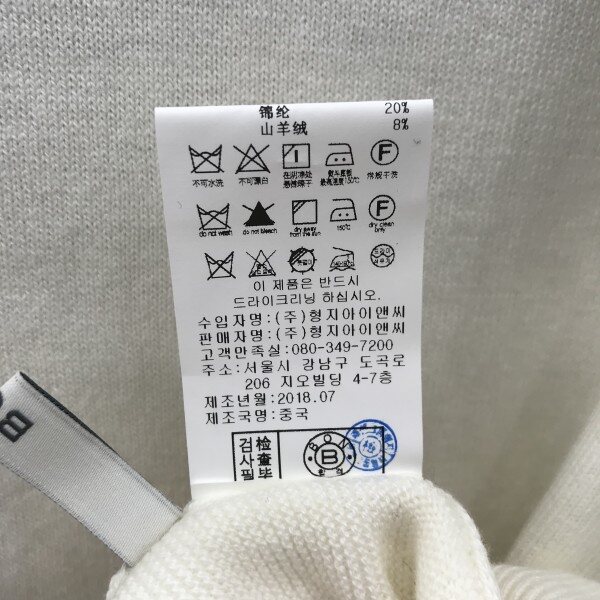 锦纶 20%
山羊绒 8%
不可水洗 不可漂白 在阴凉处悬挂晾干 熨斗底板最高温度150℃ 常规干洗
F
do not wash do not bleach dry away from the sun 150℃ dry clean Only
F
드라이
이 제품은 반드시
드라이크리닝 하십시오.
수입자명:(주)형지아이앤씨
판매자명:(주)형지아이앤씨
고객만족실:080-349-7200
주소:서울시 강남구 도곡로
206 지오빌딩 4-7층
제조년월:2018.07
제조국명:중국
검사필
检查毕
BON
B
B